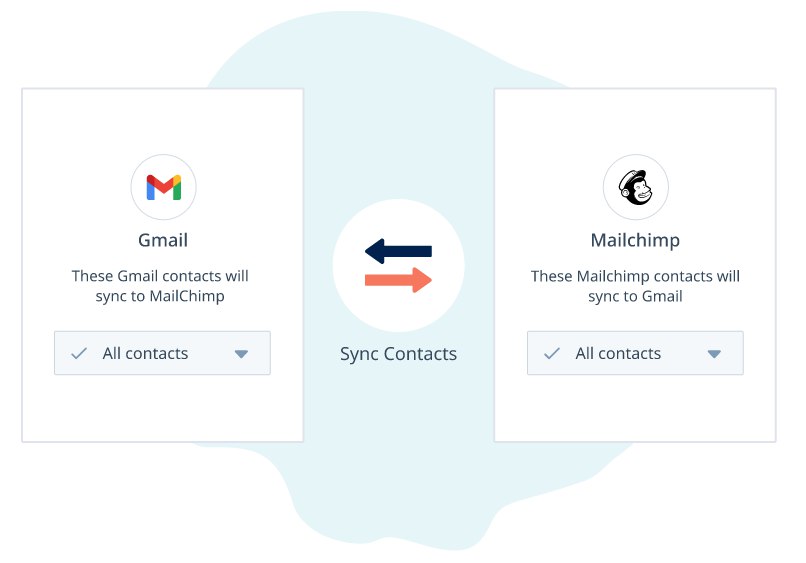 Gmail
These Gmail contacts will
sync to MailChimp
All contacts
Sync Contacts
Mailchimp
These Mailchimp contacts will
sync to Gmail
All contacts